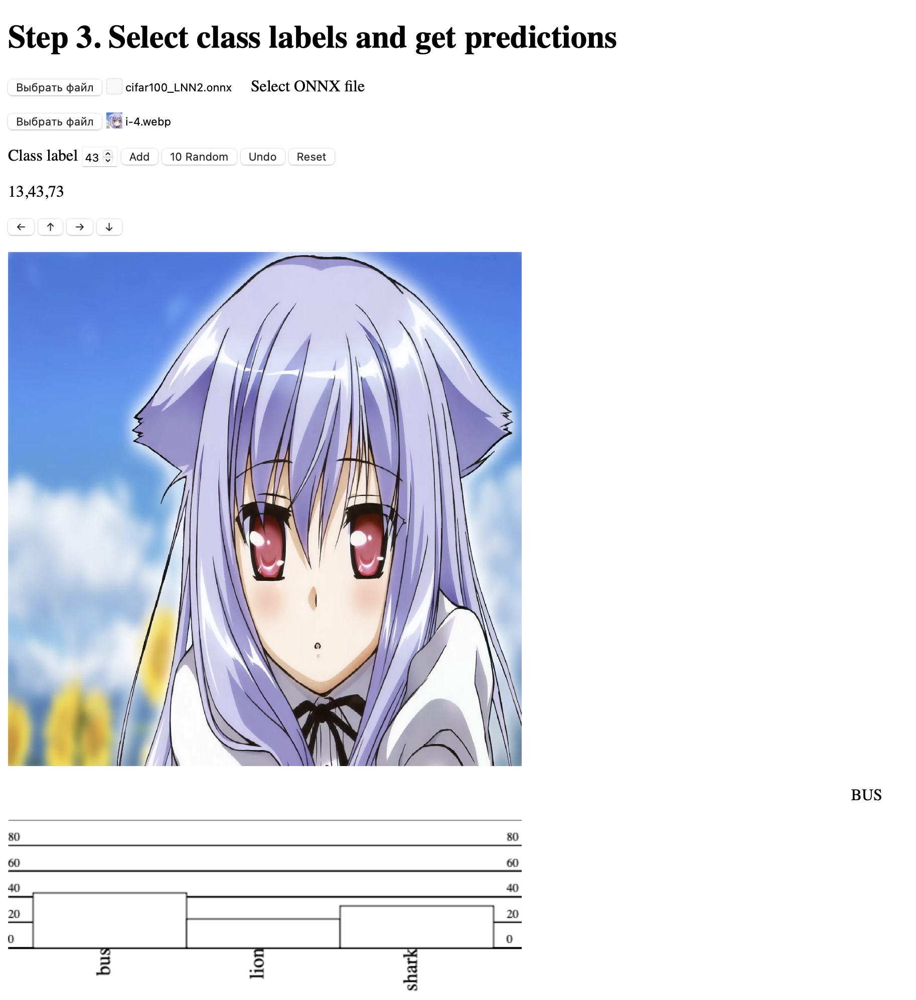 Step 3. Select class labels and get predictions
Выбрать файл cifar100_LNN2.onnx Select ONNX file
Выбрать файл i-4.webp
Class label 43 Add 10 Random Undo Reset
13,43,73
← ↑ → ↓
BUS
80 80
60 60
40 40
20 20
0 0
bus lion shark